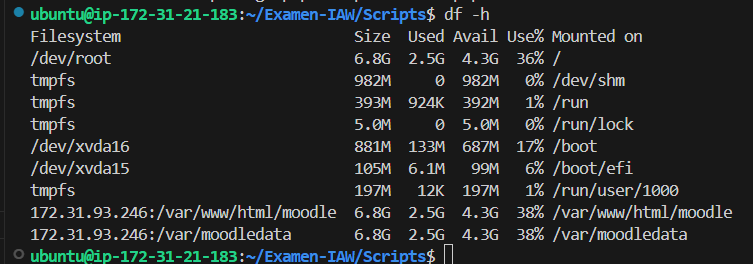 ubuntu@ip-172-31-21-183:~/Examen-IAW/Scripts$ df -h
Filesystem                          Size  Used Avail Use% Mounted on
/dev/root                           6.8G  2.5G  4.3G  36% /
tmpfs                               982M     0  982M   0% /dev/shm
tmpfs                               393M  924K  392M   1% /run
tmpfs                               5.0M     0  5.0M   0% /run/lock
/dev/xvda16                         881M  133M  687M  17% /boot
/dev/xvda15                         105M  6.1M   99M   6% /boot/efi
tmpfs                               197M   12K  197M   1% /run/user/1000
172.31.93.246:/var/www/html/moodle  6.8G  2.5G  4.3G  38% /var/www/html/moodle
172.31.93.246:/var/moodledata       6.8G  2.5G  4.3G  38% /var/moodledata
ubuntu@ip-172-31-21-183:~/Examen-IAW/Scripts$